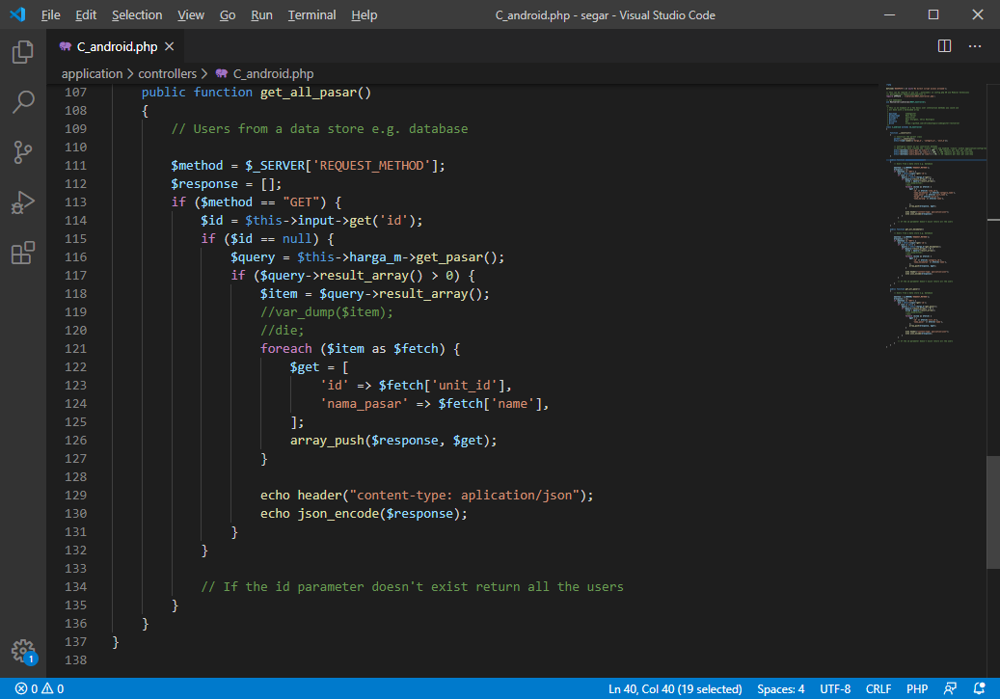 File Edit Selection View Go Run Terminal Help C_android.php - segar - Visual Studio Code
C_android.php
application > controllers > C_android.php
107 public function get_all_pasar()
108 {
109 // Users from a data store e.g. database
110
111 $method = $_SERVER['REQUEST_METHOD'];
112 $response = [];
113 if ($method == "GET") {
114 $id = $this->input->get('id');
115 if ($id == null) {
116 $query = $this->harga_m->get_pasar();
117 if ($query->result_array() > 0) {
118 $item = $query->result_array();
119 //var_dump($item);
120 //die;
121 foreach ($item as $fetch) {
122 $get = [
123 'id' => $fetch['unit_id'],
124 'nama_pasar' => $fetch['name'],
125 ];
126 array_push($response, $get);
127 }
128
129 echo header("content-type: aplication/json");
130 echo json_encode($response);
131 }
132 }
133
134 // If the id parameter doesn't exist return all the users
135 }
136 }
137 }
138
1
0 0 Ln 40, Col 40 (19 selected) Spaces: 4 UTF-8 CRLF PHP